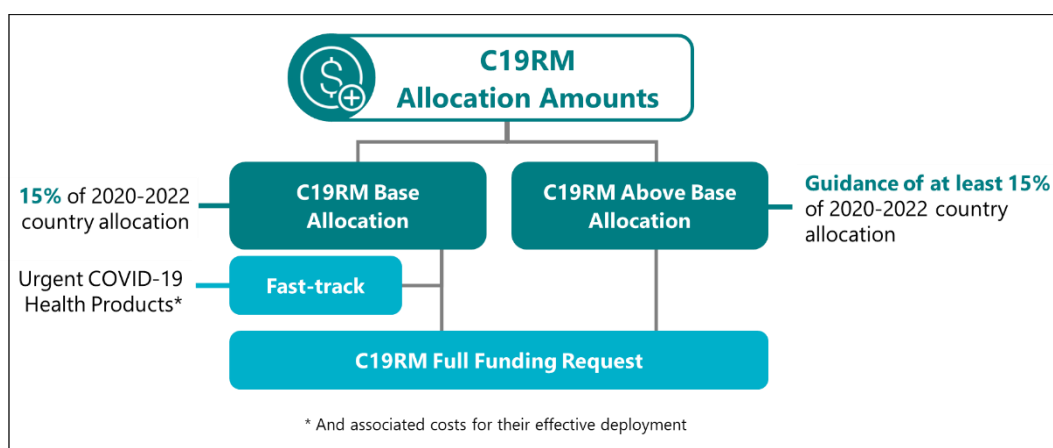 $
C19RM
Allocation Amounts
15% of 2020-2022
country allocation
C19RM Base
Allocation
C19RM Above Base
Allocation
Guidance of at least 15%
of 2020-2022 country
allocation
Urgent COVID-19
Health Products*
Fast-track
C19RM Full Funding Request
* And associated costs for their effective deployment